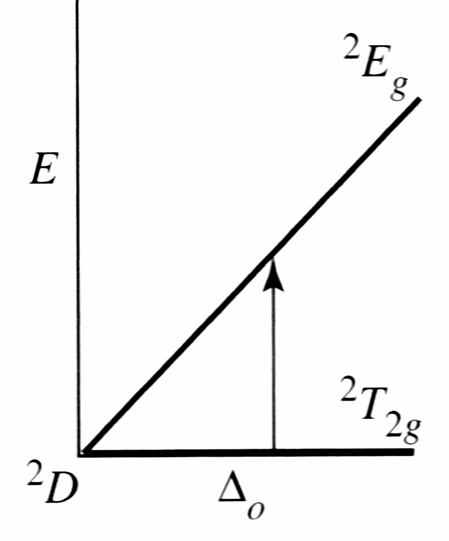 ²E_g
E
²T_2g
²D
Δ_o